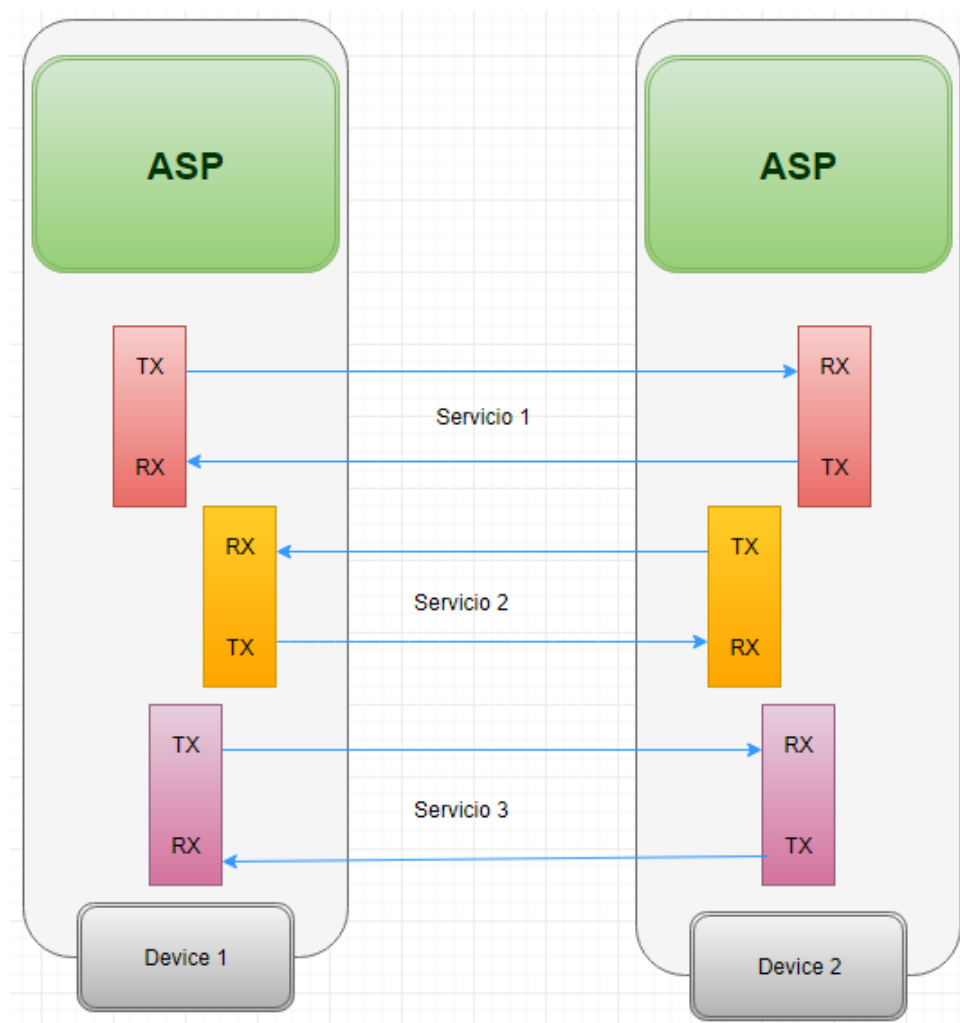 ASP
ASP
TX
RX
Servicio 1
RX
TX
RX
TX
Servicio 2
TX
RX
TX
RX
Servicio 3
RX
TX
Device 1
Device 2